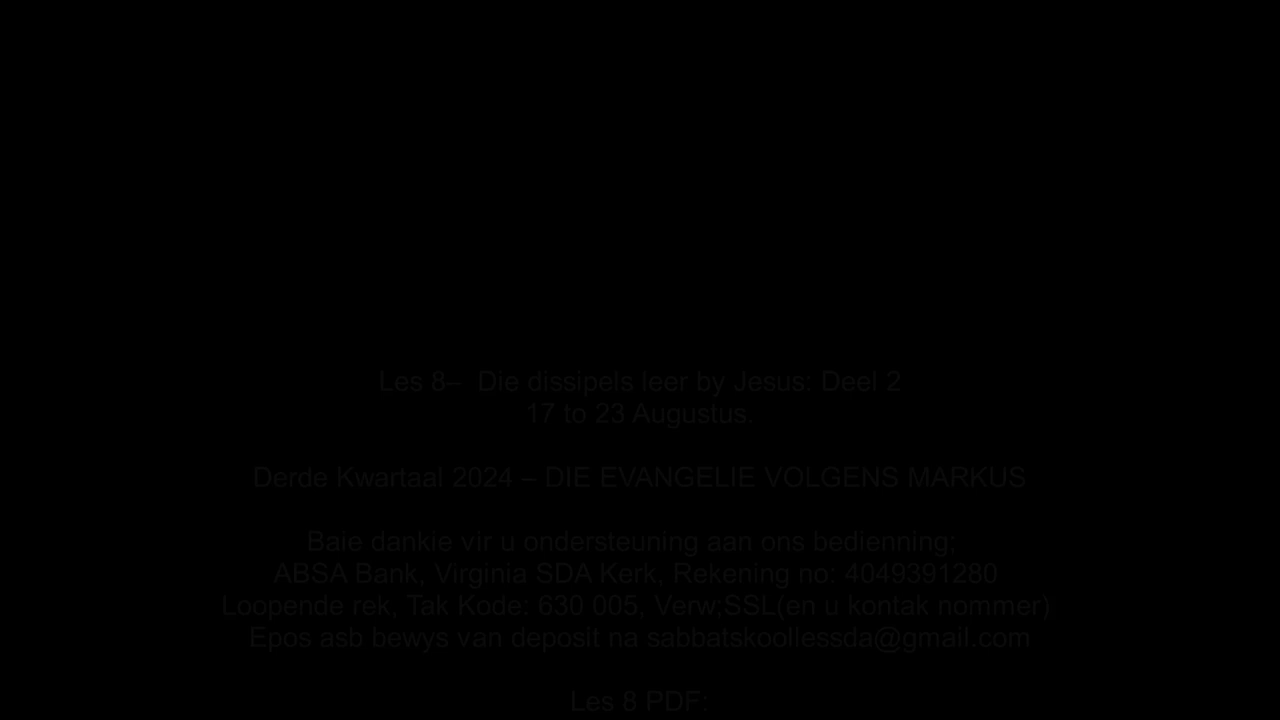 Les 8– Die dissipels leer by Jesus: Deel 2
17 to 23 Augustus.
Derde Kwartaal 2024 – DIE EVANGELIE VOLGENS MARKUS
Baie dankie vir u ondersteuning aan ons bedienning;
ABSA Bank, Virginia SDA Kerk, Rekening no: 4049391280
Loopende rek, Tak Kode: 630 005, Verw;SSL(en u kontak nommer).
Epos asb bewys van deposit na sabbatskoollessda@gmail.com
Les 8 PDF: